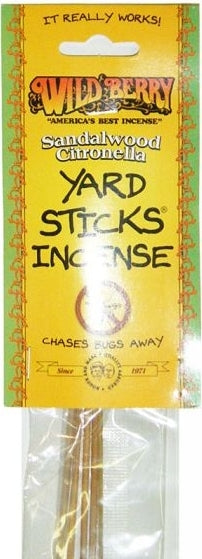 IT REALLY WORKS!
WILD BERRY
"AMERICA'S BEST INCENSE"
Sandalwood
Citronella
YARD
STICKS®
INCENSE
CHASES BUGS AWAY
Since 1971